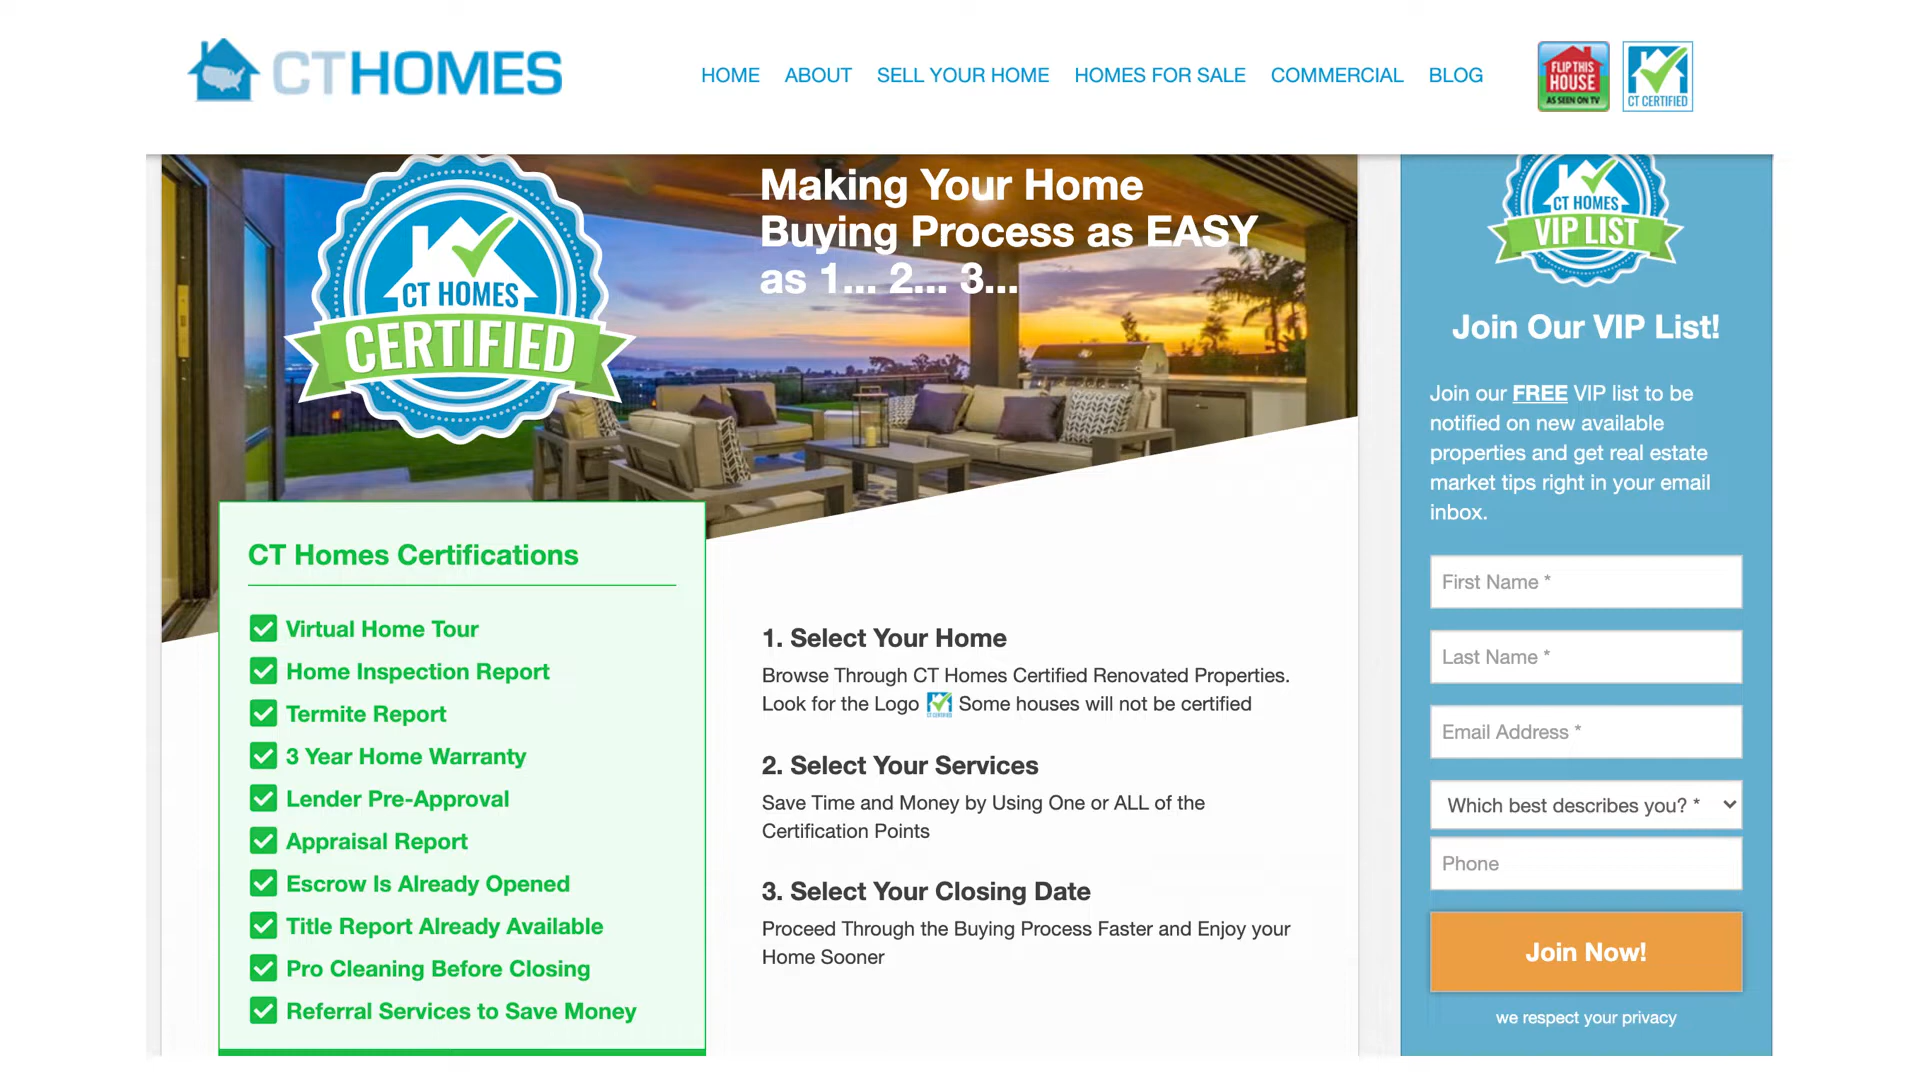 CTHOMES
HOME ABOUT SELL YOUR HOME HOMES FOR SALE COMMERCIAL BLOG
FLIP THIS
HOUSE
AS SEEN ON TV
CT CERTIFIED
CT HOMES
CERTIFIED
Making Your Home
Buying Process as EASY
as 1... 2... 3...
CT Homes Certifications
Virtual Home Tour
Home Inspection Report
Termite Report
3 Year Home Warranty
Lender Pre-Approval
Appraisal Report
Escrow Is Already Opened
Title Report Already Available
Pro Cleaning Before Closing
Referral Services to Save Money
1. Select Your Home
Browse Through CT Homes Certified Renovated Properties.
Look for the Logo CT CERTIFIED Some houses will not be certified
2. Select Your Services
Save Time and Money by Using One or ALL of the
Certification Points
3. Select Your Closing Date
Proceed Through the Buying Process Faster and Enjoy your
Home Sooner
CT HOMES
VIP LIST
Join Our VIP List!
Join our FREE VIP list to be
notified on new available
properties and get real estate
market tips right in your email
inbox.
First Name *
Last Name *
Email Address *
Which best describes you? *
Phone
Join Now!
we respect your privacy